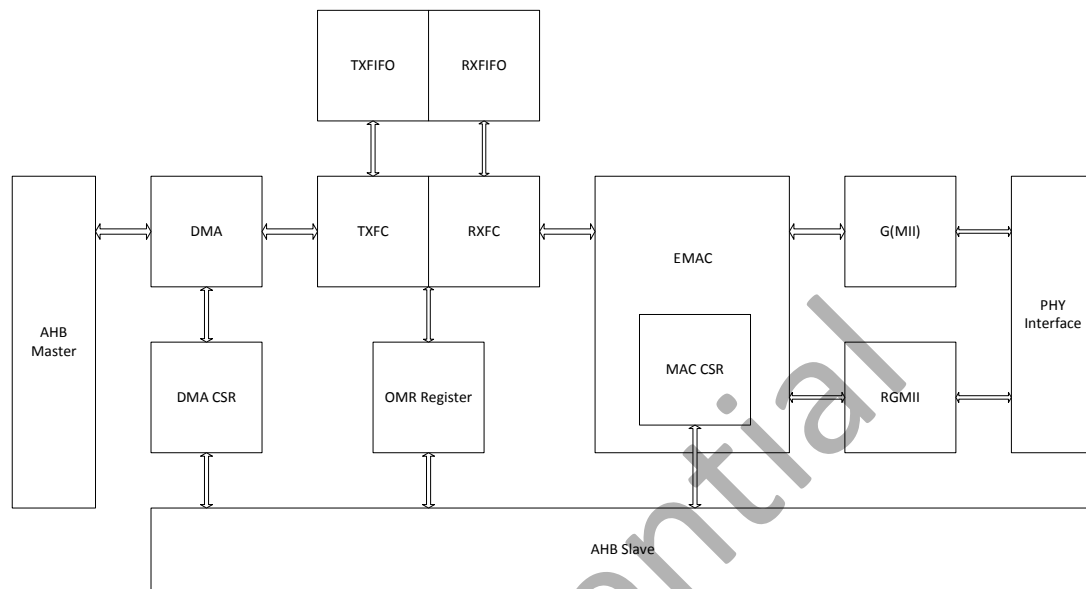 TXFIFO
RXFIFO
AHB
Master
DMA
TXFC
RXFC
EMAC
G(MII)
PHY
Interface
DMA CSR
OMR Register
MAC CSR
RGMII
AHB Slave
ential